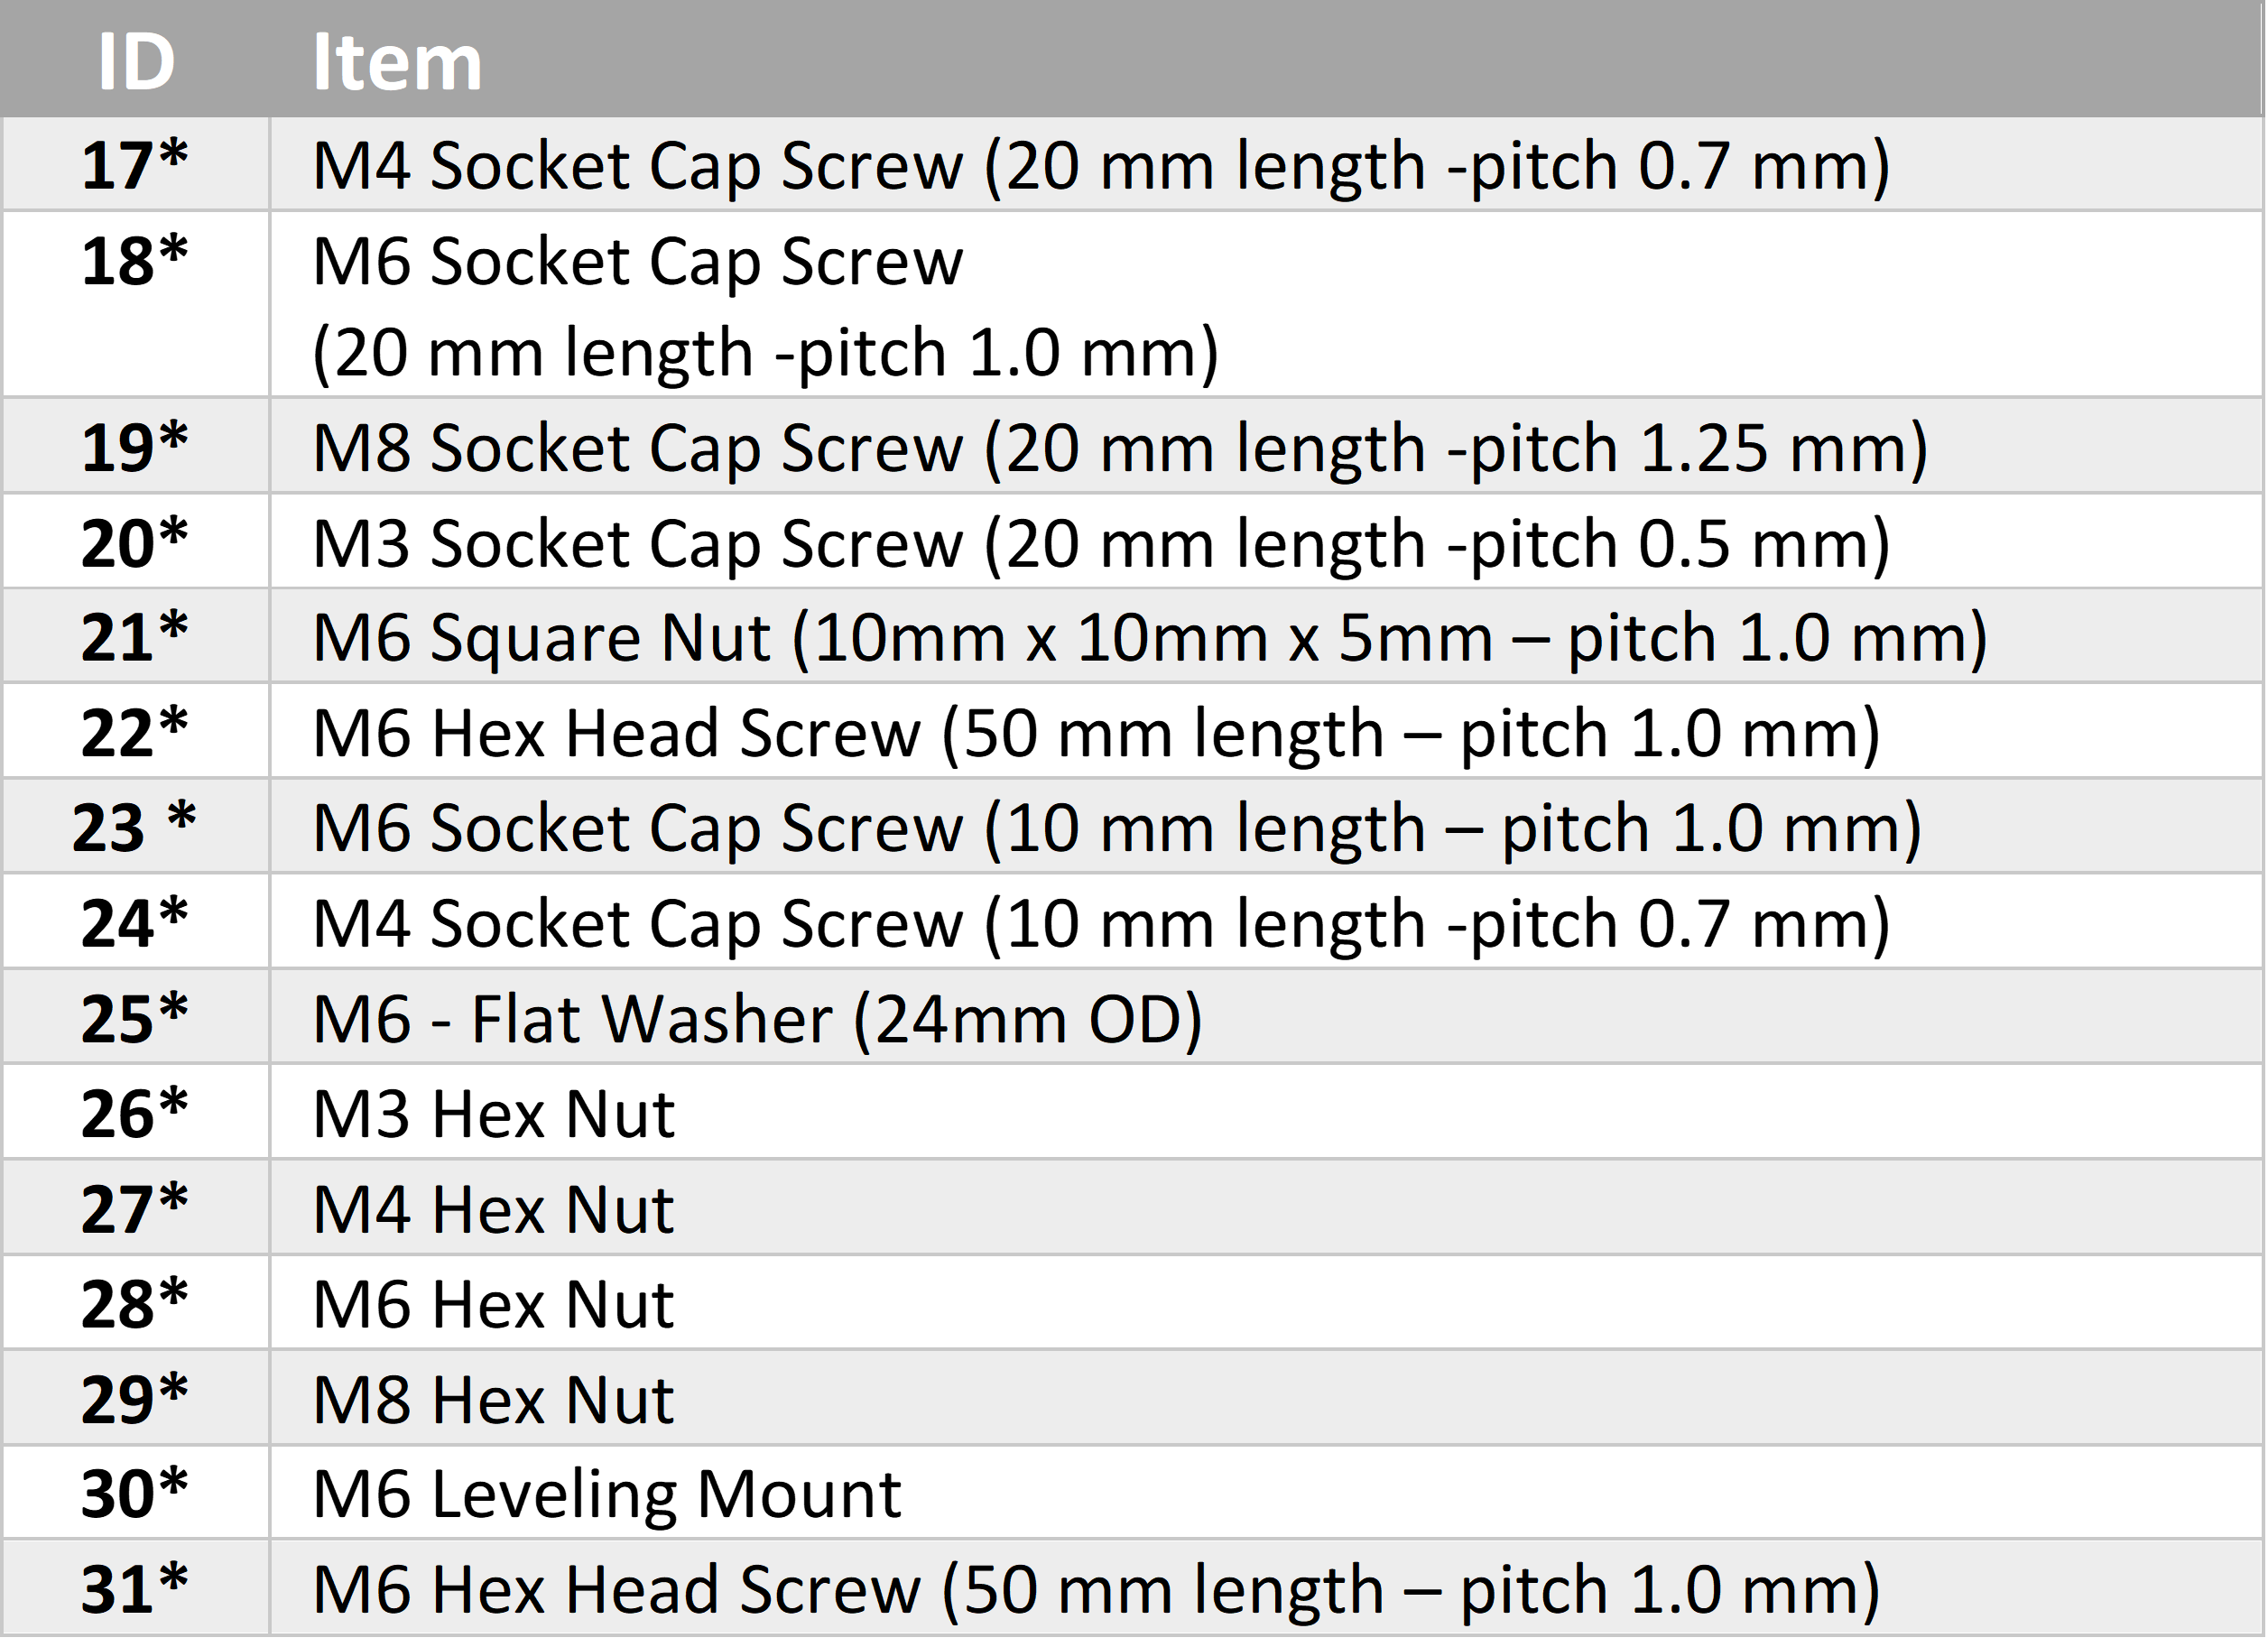 ID Item
17* M4 Socket Cap Screw (20 mm length -pitch 0.7 mm)
18* M6 Socket Cap Screw
(20 mm length -pitch 1.0 mm)
19* M8 Socket Cap Screw (20 mm length -pitch 1.25 mm)
20* M3 Socket Cap Screw (20 mm length -pitch 0.5 mm)
21* M6 Square Nut (10mm x 10mm x 5mm – pitch 1.0 mm)
22* M6 Hex Head Screw (50 mm length – pitch 1.0 mm)
23 * M6 Socket Cap Screw (10 mm length – pitch 1.0 mm)
24* M4 Socket Cap Screw (10 mm length -pitch 0.7 mm)
25* M6 - Flat Washer (24mm OD)
26* M3 Hex Nut
27* M4 Hex Nut
28* M6 Hex Nut
29* M8 Hex Nut
30* M6 Leveling Mount
31* M6 Hex Head Screw (50 mm length – pitch 1.0 mm)